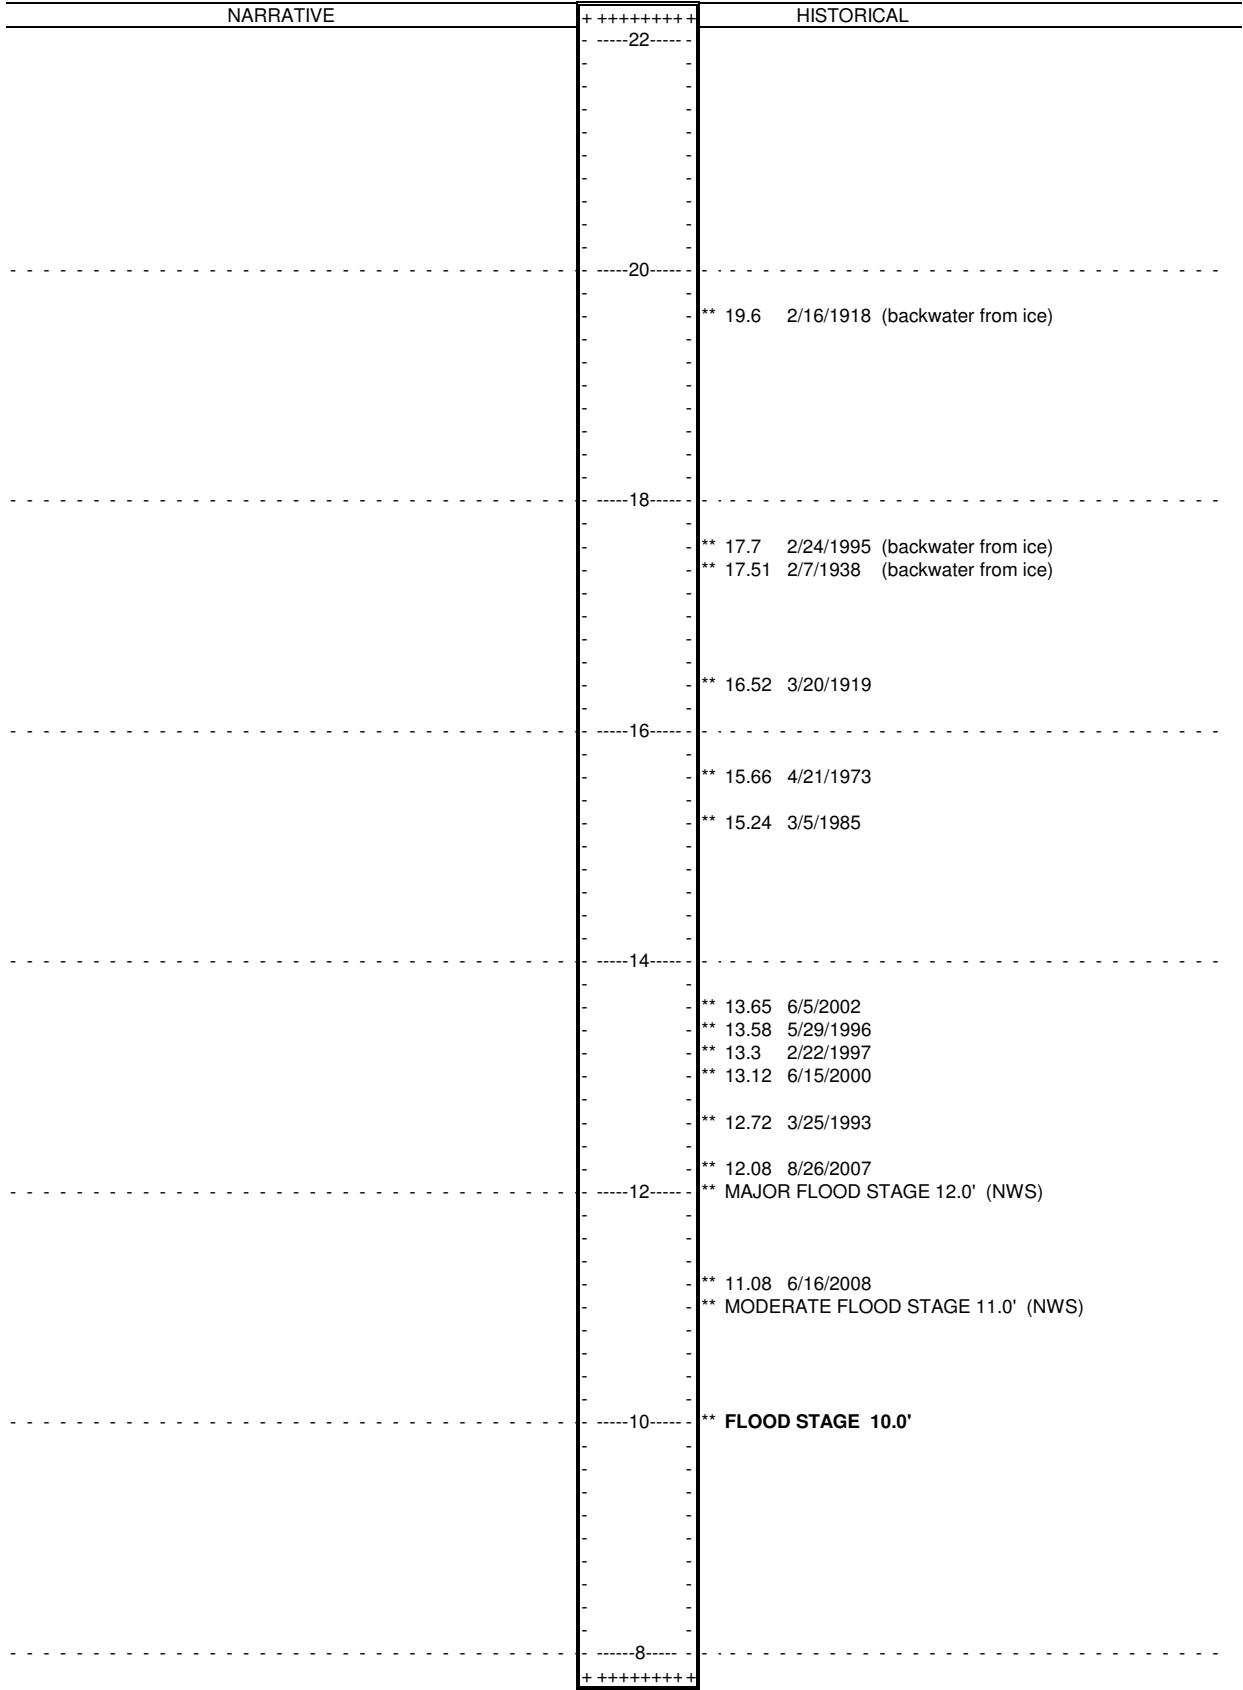 NARRATIVE + ++++++++ + HISTORICAL
- -----22----- -
- -----20----- -
** 19.6 2/16/1918 (backwater from ice)
- -----18----- -
** 17.7 2/24/1995 (backwater from ice)
** 17.51 2/7/1938 (backwater from ice)
** 16.52 3/20/1919
- -----16----- -
** 15.66 4/21/1973
** 15.24 3/5/1985
- -----14----- -
** 13.65 6/5/2002
** 13.58 5/29/1996
** 13.3 2/22/1997
** 13.12 6/15/2000
** 12.72 3/25/1993
** 12.08 8/26/2007
- -----12----- - ** MAJOR FLOOD STAGE 12.0' (NWS)
** 11.08 6/16/2008
** MODERATE FLOOD STAGE 11.0' (NWS)
- -----10----- - ** FLOOD STAGE 10.0'
- ------8----- -
+ +++++++++ +